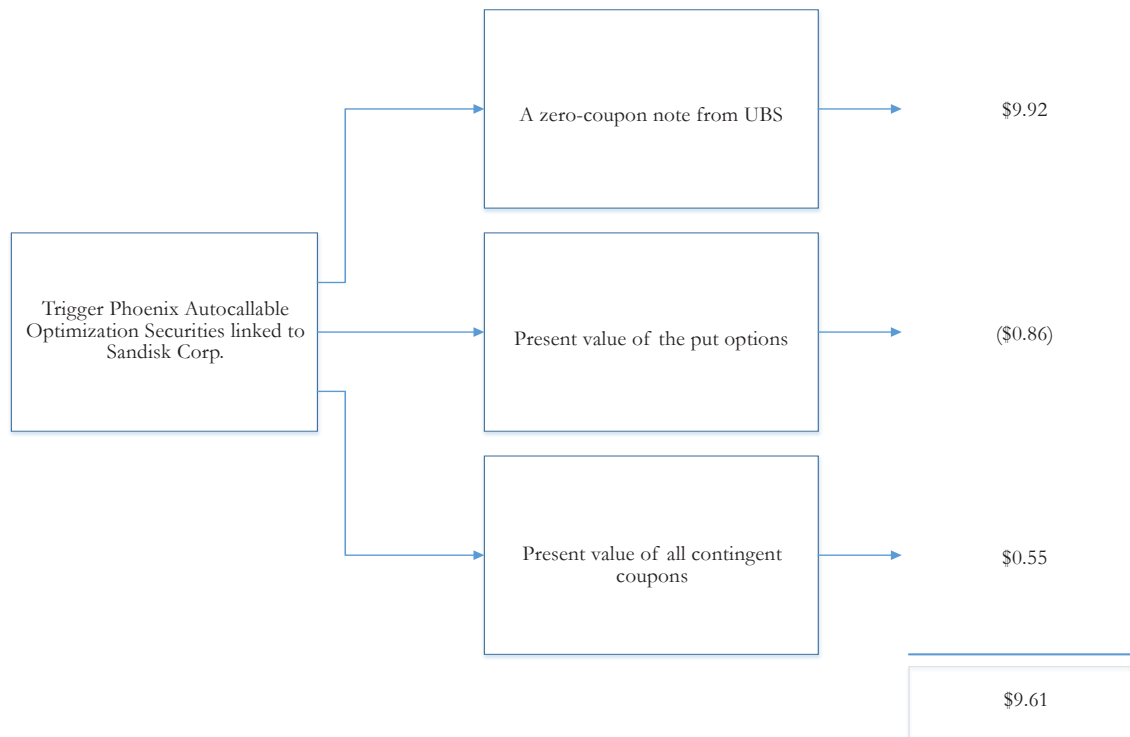 A zero-coupon note from UBS
$9.92
Trigger Phoenix Autocallable
Optimization Securities linked to
Sandisk Corp.
Present value of the put options
($0.86)
Present value of all contingent
coupons
$0.55
$9.61